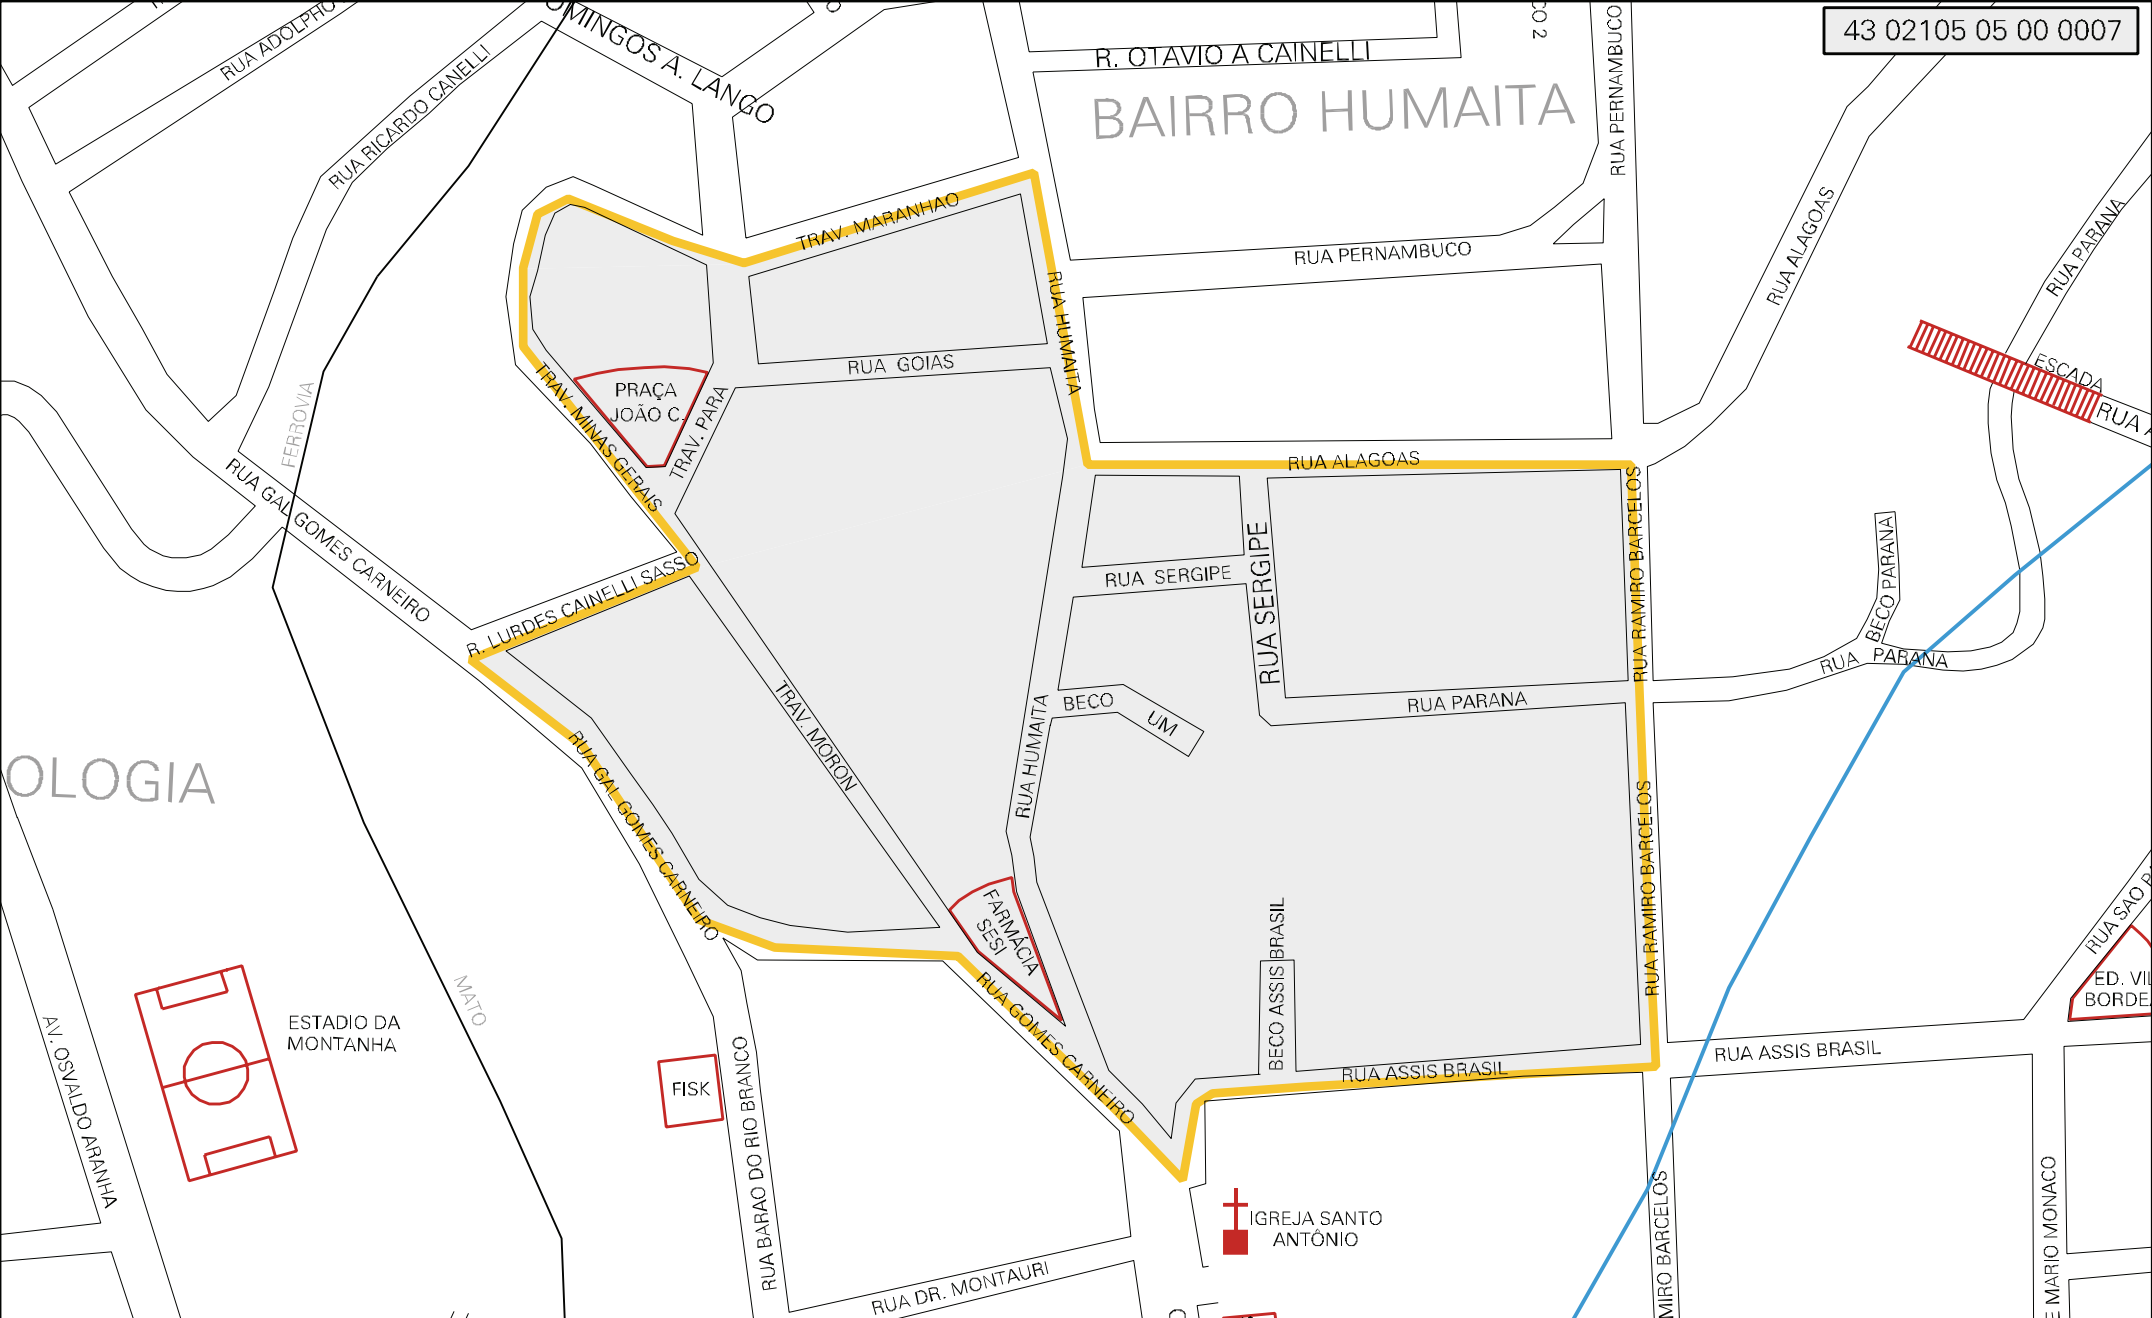 43 02105 05 00 0007
RUA ADOLPHO
RUA RICARDO CANELLI
OMINGOS A. LANGO
R. OTAVIO A CAINELLI
CO 2
RUA PERNAMBUCO
BAIRRO HUMAITA
TRAV. MARANHAO
RUA PERNAMBUCO
RUA ALAGOAS
RUA PARANA
RUA HUMAITA
ESCADA
RUA A
RUA GOIAS
PRAÇA
JOÃO C.
TRAV. PARA
TRAV. MINAS GERAIS
FERROVIA
RUA GAL GOMES CARNEIRO
RUA ALAGOAS
RUA RAMIRO BARCELOS
RUA SERGIPE
RUA SERGIPE
BECO PARANA
R. LURDES CAINELLI SASSO
RUA PARANA
RUA PARANA
BECO
UM
RUA HUMAITA
TRAV. MORON
RUA GAL GOMES CARNEIRO
OLOGIA
RUA RAMIRO BARCELOS
FARMÁCIA
SESI
BECO ASSIS BRASIL
RUA SAO P
ED. VIL
BORDE
MATO
ESTADIO DA
MONTANHA
AV. OSVALDO ARANHA
RUA GOMES CARNEIRO
RUA ASSIS BRASIL
RUA ASSIS BRASIL
FISK
RUA BARAO DO RIO BRANCO
IGREJA SANTO
ANTÔNIO
MIRO BARCELOS
E MARIO MONACO
RUA DR. MONTAURI